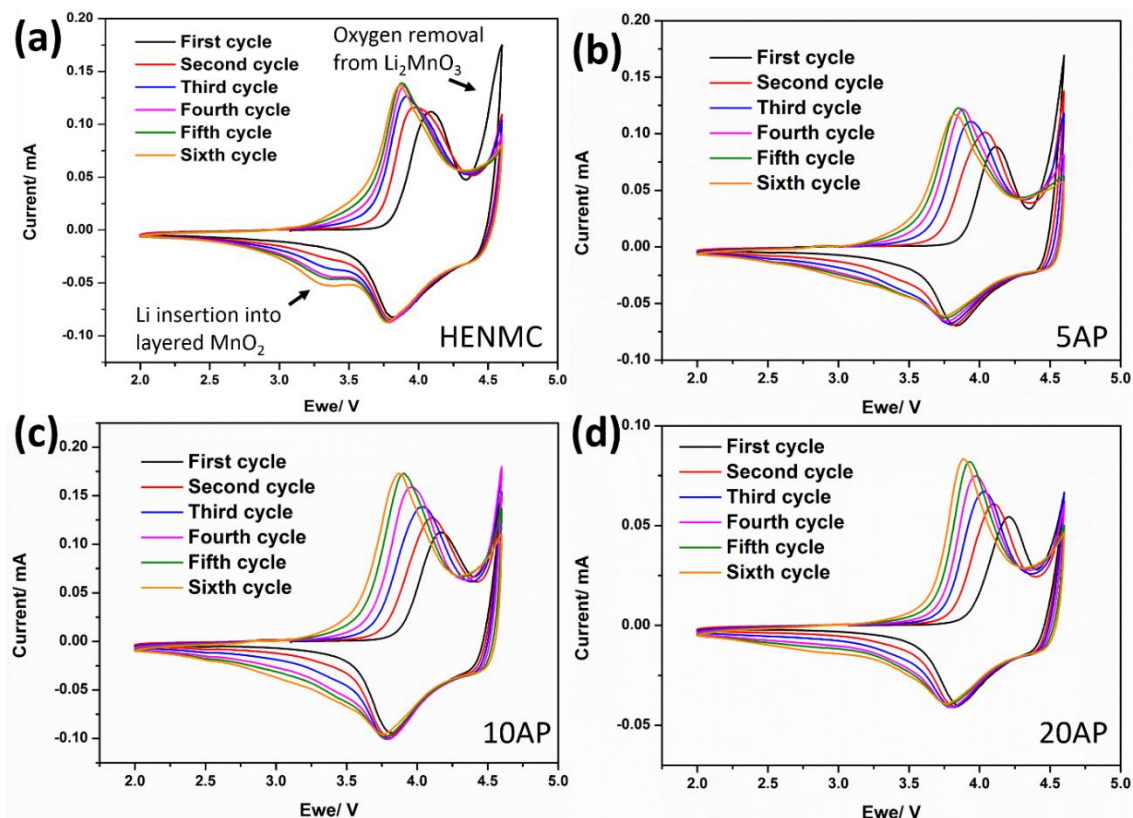 (a)
First cycle
Second cycle
Third cycle
Fourth cycle
Fifth cycle
Sixth cycle
Oxygen removal
from Li₂MnO₃
Li insertion into
layered MnO₂
HENMC
Current/ mA
0.20
0.15
0.10
0.05
0.00
-0.05
-0.10
2.0 2.5 3.0 3.5 4.0 4.5 5.0
Ewe/ V
(b)
First cycle
Second cycle
Third cycle
Fourth cycle
Fifth cycle
Sixth cycle
5AP
Current/ mA
0.20
0.15
0.10
0.05
0.00
-0.05
-0.10
2.0 2.5 3.0 3.5 4.0 4.5 5.0
Ewe/ V
(c)
First cycle
Second cycle
Third cycle
Fourth cycle
Fifth cycle
Sixth cycle
10AP
Current/ mA
0.20
0.15
0.10
0.05
0.00
-0.05
-0.10
2.0 2.5 3.0 3.5 4.0 4.5 5.0
Ewe/ V
(d)
First cycle
Second cycle
Third cycle
Fourth cycle
Fifth cycle
Sixth cycle
20AP
Current/ mA
0.10
0.05
0.00
-0.05
2.0 2.5 3.0 3.5 4.0 4.5 5.0
Ewe/ V